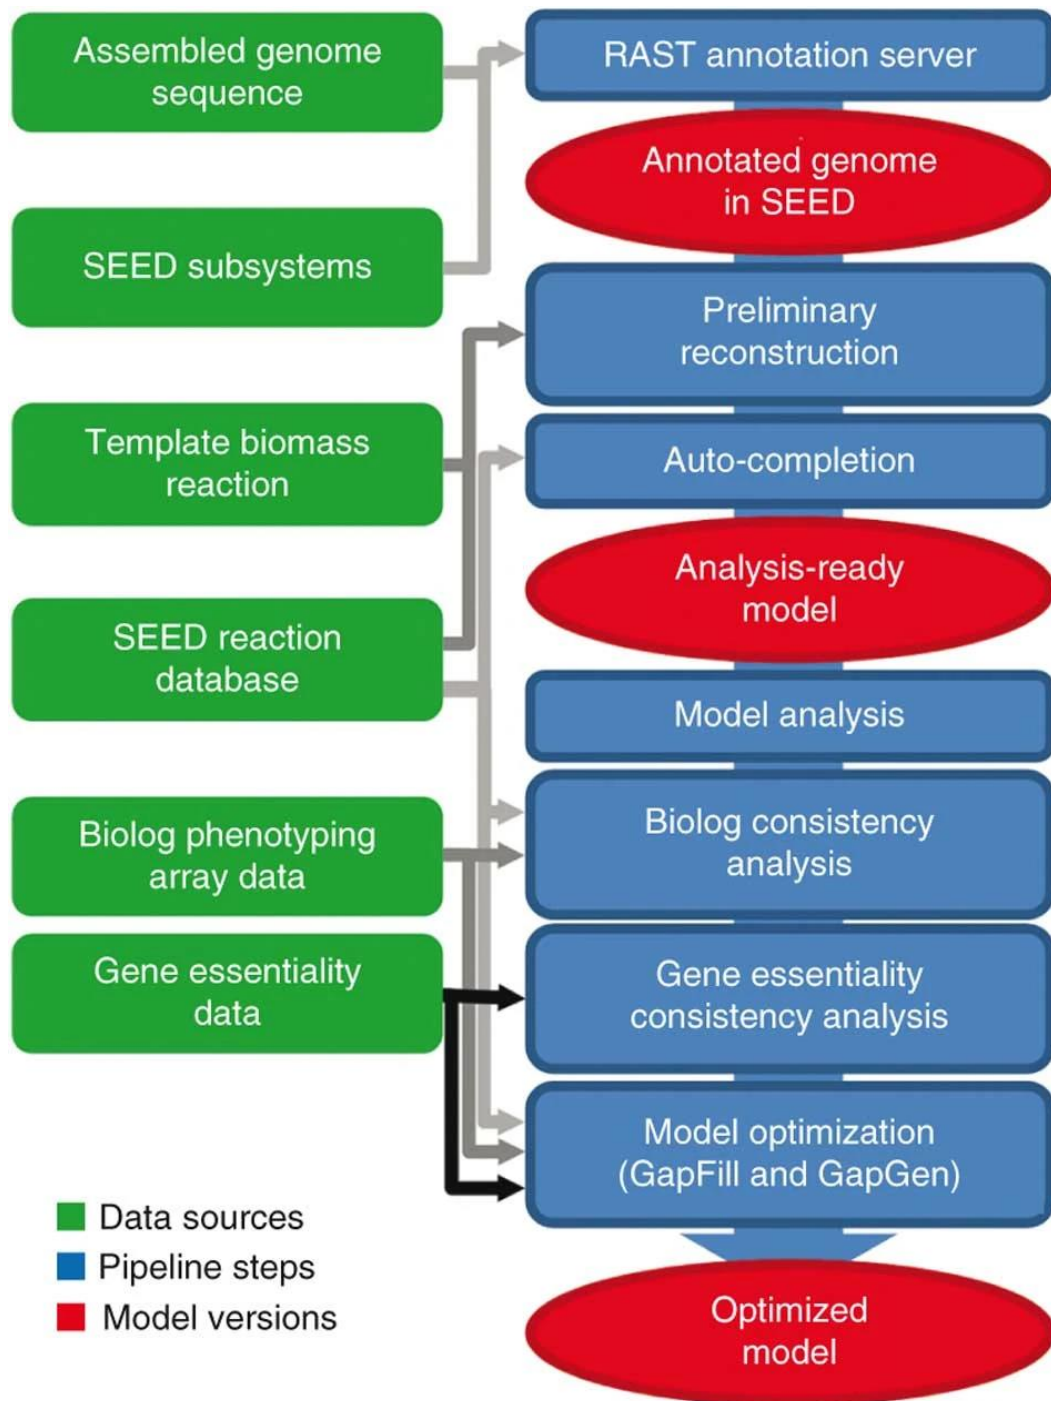 Assembled genome
sequence
SEED subsystems
Template biomass
reaction
SEED reaction
database
Biolog phenotyping
array data
Gene essentiality
data
RAST annotation server
Annotated genome
in SEED
Preliminary
reconstruction
Auto-completion
Analysis-ready
model
Model analysis
Biolog consistency
analysis
Gene essentiality
consistency analysis
Model optimization
(GapFill and GapGen)
Optimized
model
Data sources
Pipeline steps
Model versions